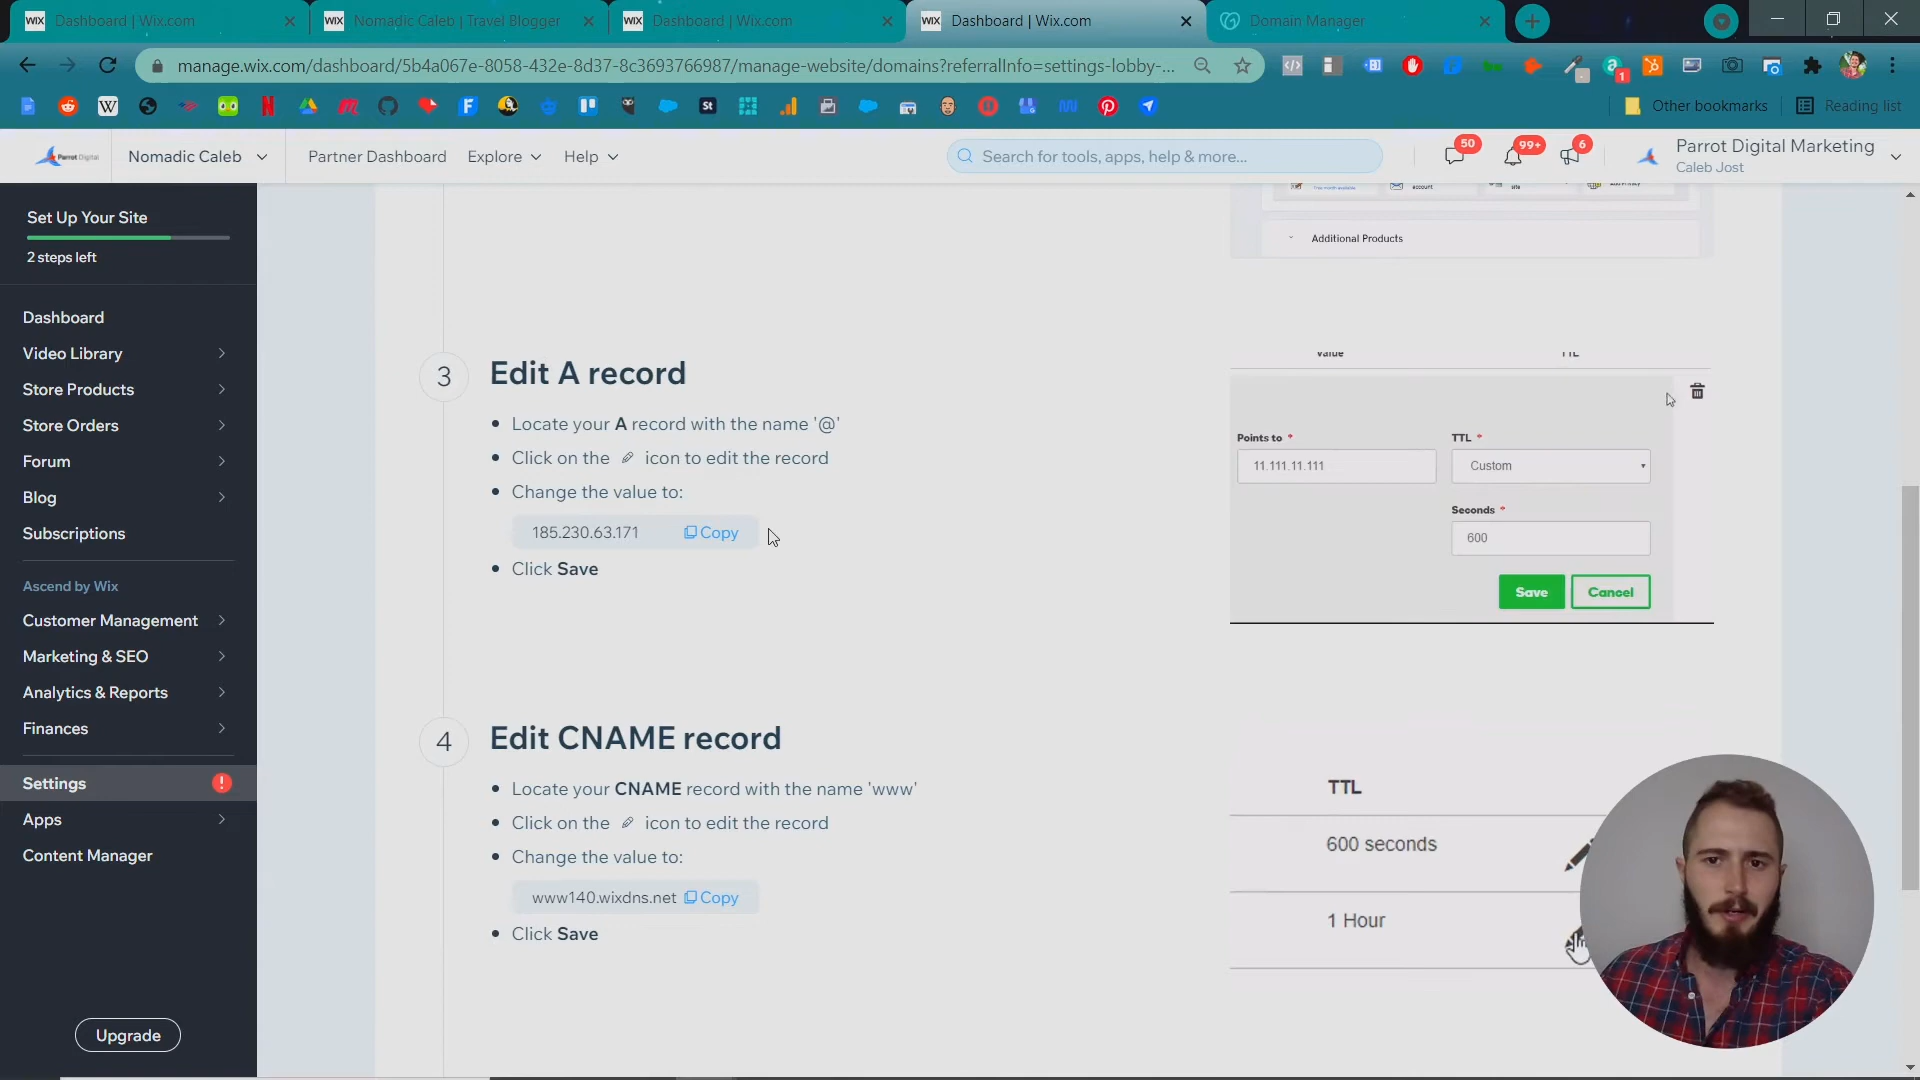 Dashboard | Wix.com
Nomadic Caleb | Travel Blogger
Dashboard | Wix.com
Dashboard | Wix.com
Domain Manager
manage.wix.com/dashboard/5b4a067e-8058-432e-8d37-8c3693766987/manage-website/domains?referralInfo=settings-lobby-...
Other bookmarks
Reading list
Parrot Digital
Nomadic Caleb
Partner Dashboard
Explore
Help
Search for tools, apps, help & more...
50
99+
6
Parrot Digital Marketing
Caleb Jost
Set Up Your Site
2 steps left
Dashboard
Video Library
Store Products
Store Orders
Forum
Blog
Subscriptions
Ascend by Wix
Customer Management
Marketing & SEO
Analytics & Reports
Finances
Settings
Apps
Content Manager
Upgrade
Additional Products
3
Edit A record
Locate your A record with the name '@'
Click on the icon to edit the record
Change the value to:
185.230.63.171 Copy
Click Save
Value TTL
Points to * TTL *
11.111.11.111 Custom
Seconds *
600
Save Cancel
4
Edit CNAME record
Locate your CNAME record with the name 'www'
Click on the icon to edit the record
Change the value to:
www140.wixdns.net Copy
Click Save
TTL
600 seconds
1 Hour